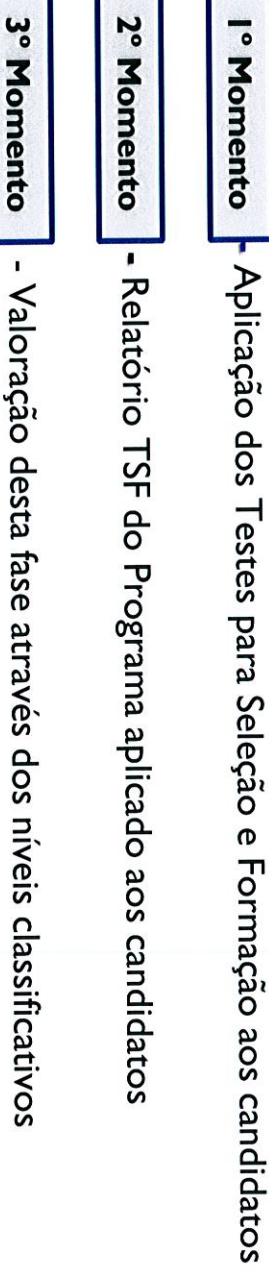 1º Momento - Aplicação dos Testes para Seleção e Formação aos candidatos
2º Momento - Relatório TSF do Programa aplicado aos candidatos
3º Momento - Valoração desta fase através dos níveis classificativos